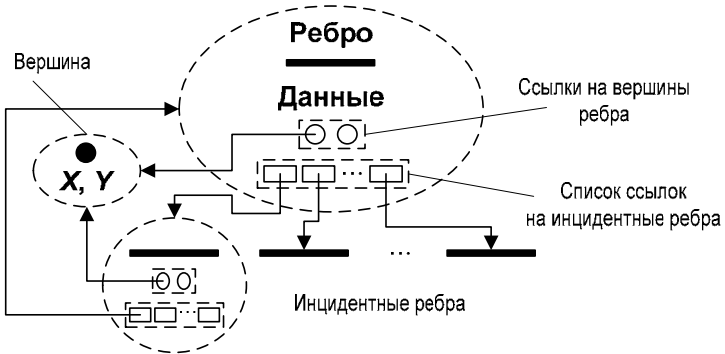 Ребро
Вершина
Данные
Ссылки на вершины
ребра
X, Y
...
Список ссылок
на инцидентные ребра
...
...
Инцидентные ребра